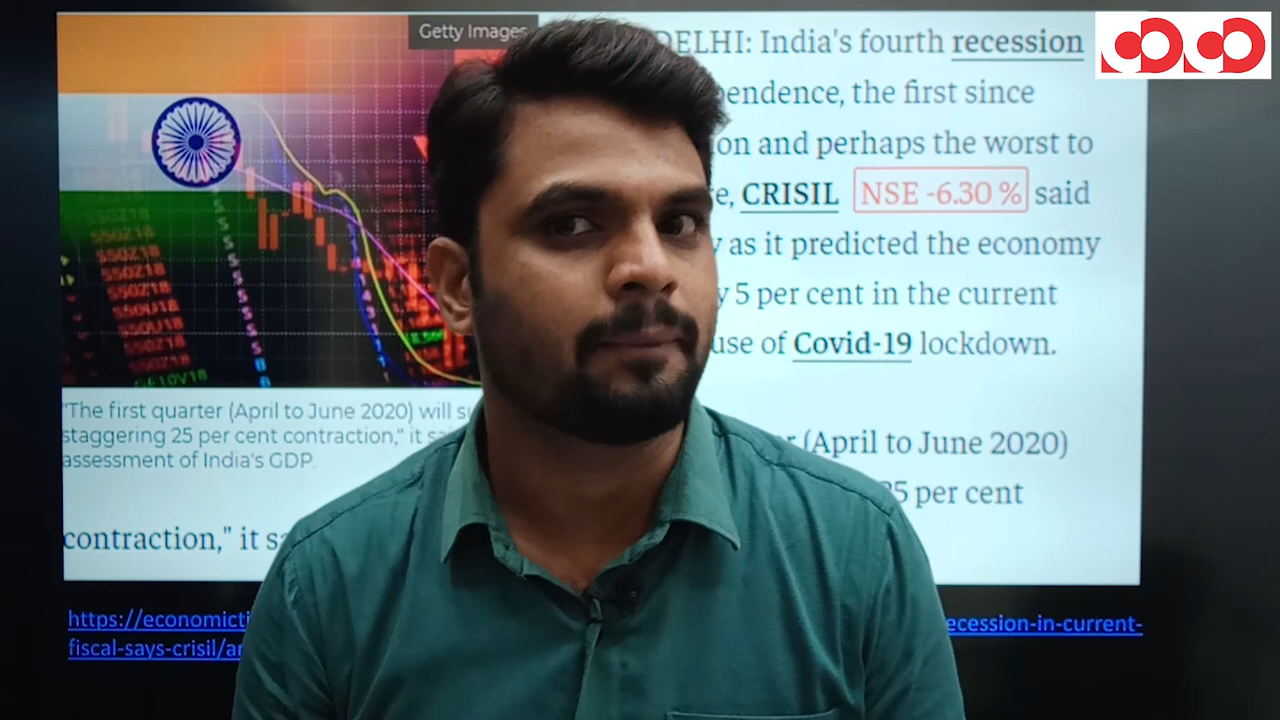 Getty Images
DELHI: India's fourth recession
pendence, the first since
on and perhaps the worst to
e, CRISIL NSE -6.30 % said
y as it predicted the economy
y 5 per cent in the current
use of Covid-19 lockdown.
"The first quarter (April to June 2020) will su
staggering 25 per cent contraction," it sa
assessment of India's GDP.
r (April to June 2020)
25 per cent
contraction," it sa
https://economicti
ecession-in-current-
fiscal-says-crisil/ar